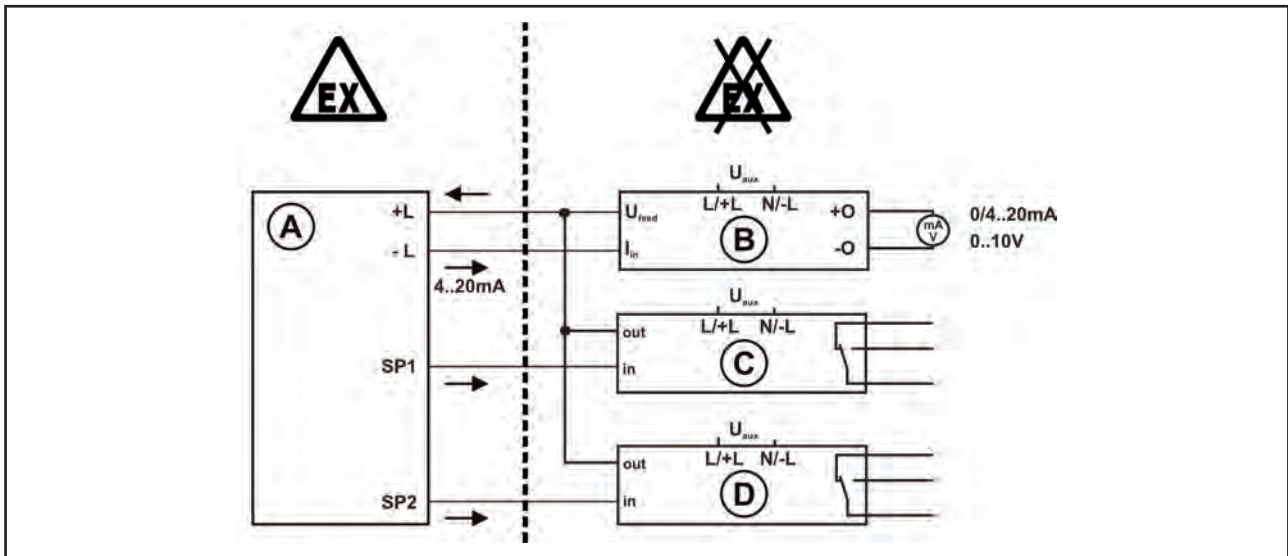 EX
EX
A
+L
÷L
4..20mA
SP1
SP2
Uaux
L/+L N/-L
Ufeed
Iin
B
+O
-O
mA
V
0/4..20mA
0..10V
Uaux
L/+L N/-L
out
in
C
Uaux
L/+L N/-L
out
in
D